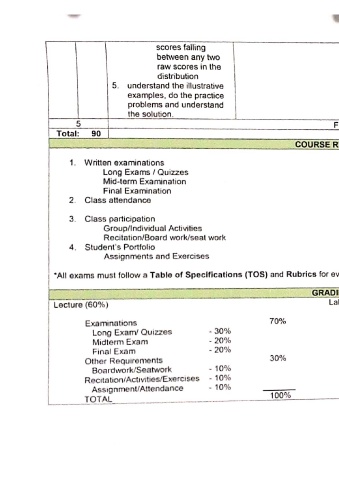 scores falling
between any two
raw scores in the
distribution
5. understand the illustrative
examples, do the practice
problems and understand
the solution.
5 F
Total: 90
COURSE R
1. Written examinations
Long Exams / Quizzes
Mid-term Examination
Final Examination
2. Class attendance
3. Class participation
Group/Individual Activities
Recitation/Board work/seat work
4. Student's Portfolio
Assignments and Exercises
*All exams must follow a Table of Specifications (TOS) and Rubrics for ev
GRADI
Lecture (60%) La
Examinations 70%
Long Exam/ Quizzes - 30%
Midterm Exam - 20%
Final Exam - 20%
Other Requirements 30%
Boardwork/Seatwork - 10%
Recitation/Activities/Exercises - 10%
Assignment/Attendance - 10%
TOTAL 100%